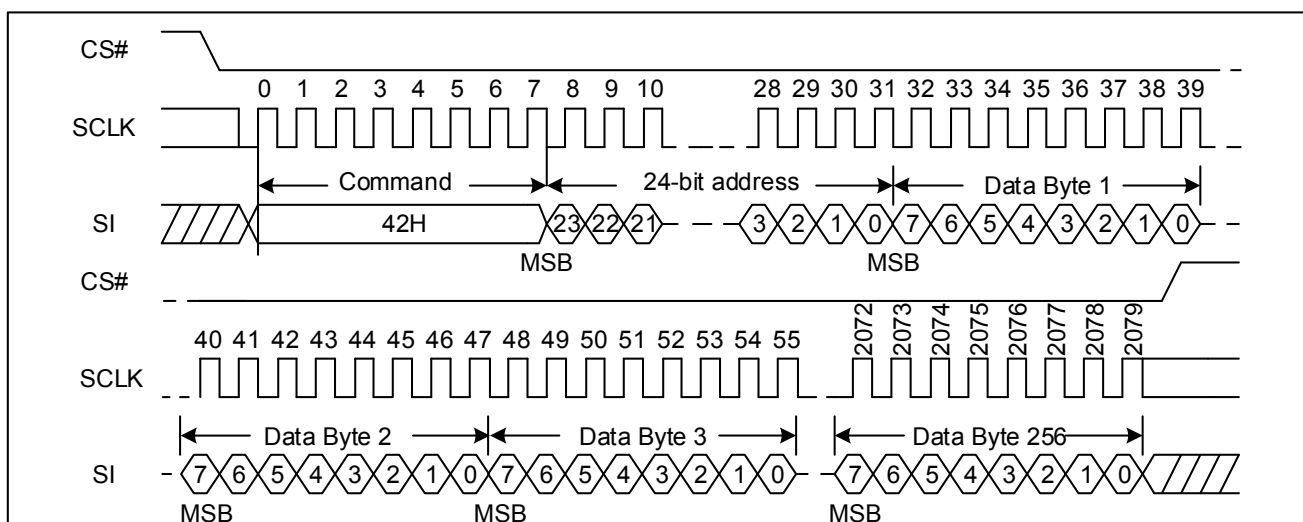 CS#
0 1 2 3 4 5 6 7 8 9 10 28 29 30 31 32 33 34 35 36 37 38 39
SCLK
Command 24-bit address Data Byte 1
SI 42H 23 22 21 3 2 1 0 7 6 5 4 3 2 1 0
MSB MSB
CS#
40 41 42 43 44 45 46 47 48 49 50 51 52 53 54 55 2072 2073 2074 2075 2076 2077 2078 2079
SCLK
Data Byte 2 Data Byte 3 Data Byte 256
SI 7 6 5 4 3 2 1 0 7 6 5 4 3 2 1 0 7 6 5 4 3 2 1 0
MSB MSB MSB